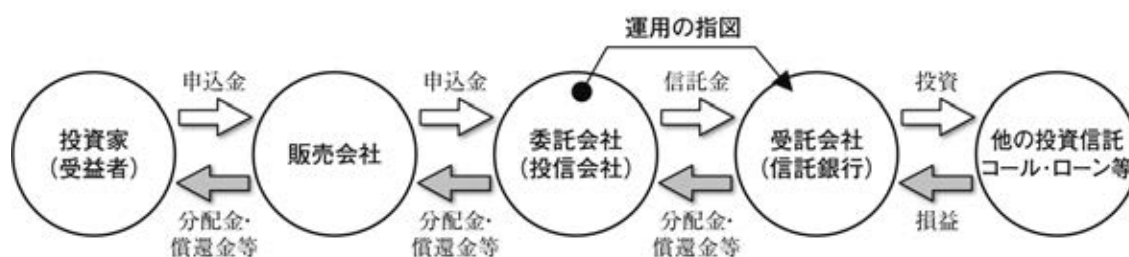 運用の指図
申込金
申込金
信託金
投資
投資家
(受益者)
販売会社
委託会社
(投信会社)
受託会社
(信託銀行)
他の投資信託
コール・ローン等
分配金・
償還金等
分配金・
償還金等
分配金・
償還金等
損益